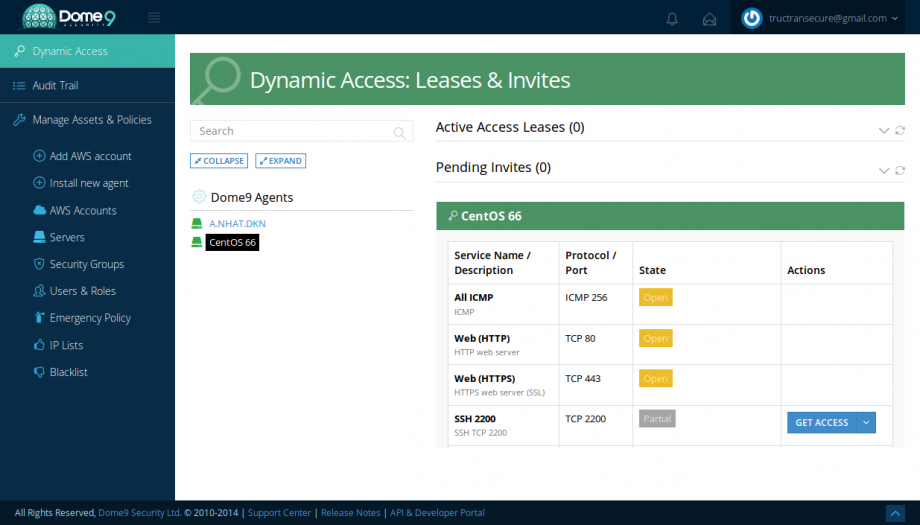 Dome9
SECURITY
tructransecure@gmail.com
Dynamic Access
Audit Trail
Manage Assets & Policies
Add AWS account
Install new agent
AWS Accounts
Servers
Security Groups
Users & Roles
Emergency Policy
IP Lists
Blacklist
Dynamic Access: Leases & Invites
Search
COLLAPSE EXPAND
Dome9 Agents
A.NHAT.DKN
CentOS 66
Active Access Leases (0)
Pending Invites (0)
CentOS 66
Service Name / Description Protocol / Port State Actions
All ICMP ICMP 256 Open
ICMP
Web (HTTP) TCP 80 Open
HTTP web server
Web (HTTPS) TCP 443 Open
HTTPS web server (SSL)
SSH 2200 TCP 2200 Partial GET ACCESS
SSH TCP 2200
All Rights Reserved, Dome9 Security Ltd. © 2010-2014 | Support Center | Release Notes | API & Developer Portal